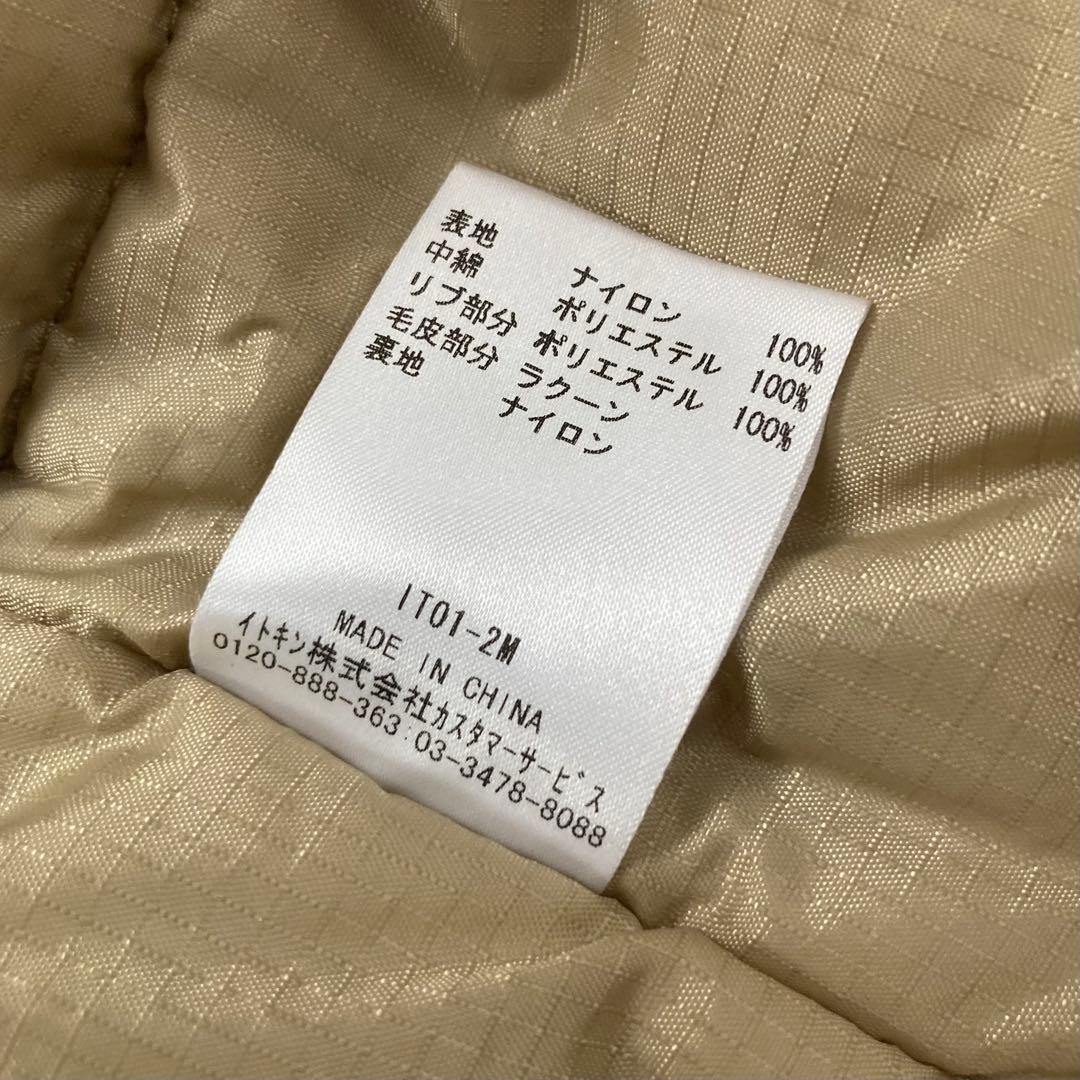 表地 ナイロン 100%
中綿 ポリエステル 100%
リブ部分 ポリエステル 100%
毛皮部分 ラクーン
裏地 ナイロン
IT01-2M
MADE IN CHINA
イトキン株式会社カスタマーサービス
0120-888-363:03-3478-8088